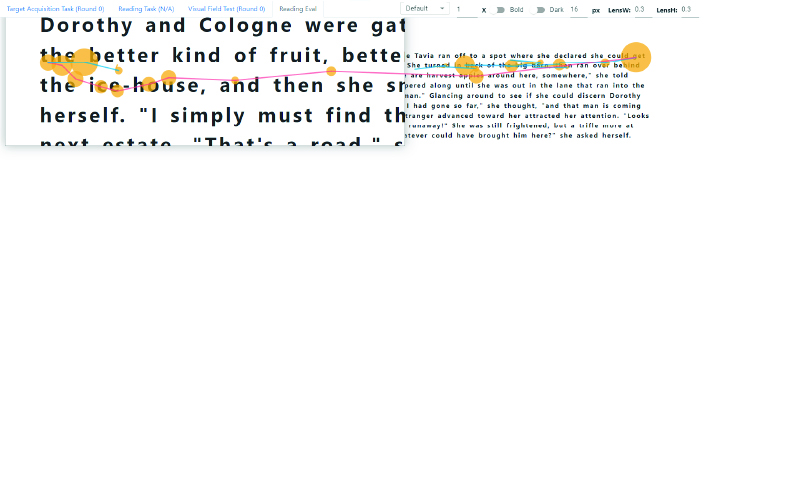 Target Acquisition Task (Round 0) Reading Task (N/A) Visual Field Test (Round 0) Reading Eval Default 1 X Bold Dark 16 px LensW: 0.3 LensH: 0.3
Dorothy and Cologne were gat
the better kind of fruit, bette
the ice-house, and then she sn
herself. "I simply must find th
next estate. "That's a road," s
e Tavia ran off to a spot where she declared she could get
She turned in back of the big barn, then ran over behind
are harvest apples around here, somewhere," she told
pered along until she was out in the lane that ran into the
man." Glancing around to see if she could discern Dorothy
I had gone so far," she thought, "and that man is coming
tranger advanced toward her attracted her attention. "Looks
runaway!" She was still frightened, but a trifle more at
atever could have brought him here?" she asked herself.